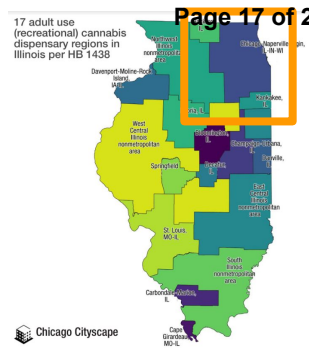 Page 17 of 2
17 adult use
(recreational) cannabis
dispensary regions in
Illinois per HB 1438
Northwest
Illinois
nonmetropolitan
area
Chicago, Naperville
IL-IN-WI
Davenport-Moline-Rock
Island,
Kankakee,
West
Central
Illinois
nonmetropolitan
area
Bloomington,
IL
Champaign-Urbana,
Springfield
Decatur,
IL
Danville,
East
Central
Illinois
nonmetropolitan
area
St. Louis,
MO-IL
South
Illinois
nonmetropolitan
area
Carbondale-Marion,
IL
Cape
Girardeau,
MO-IL
Chicago Cityscape